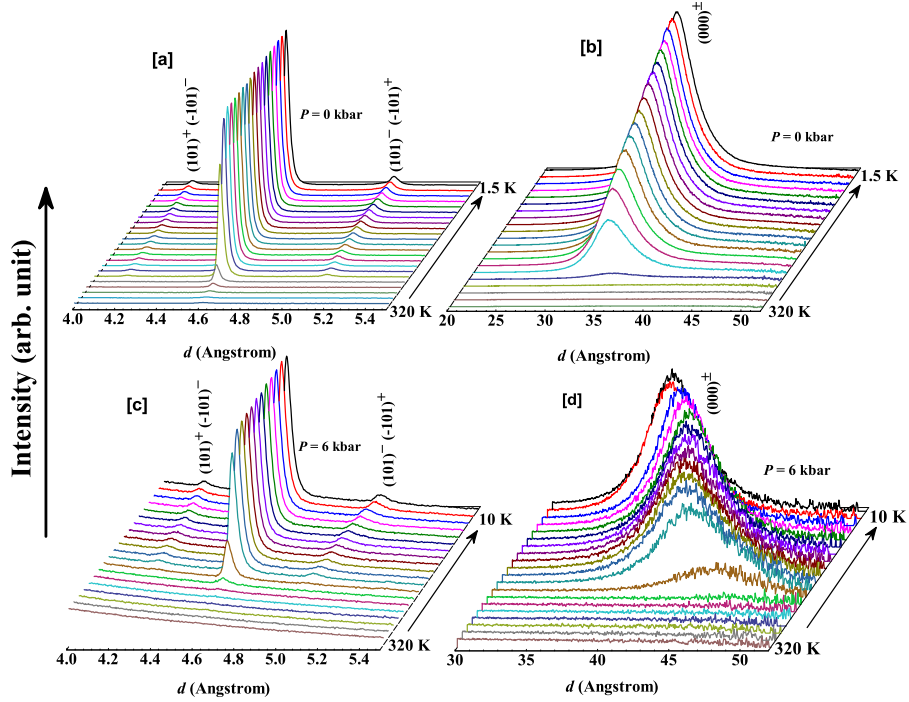 Intensity (arb. unit)
[a]
(101)⁺ (-101)⁻
P = 0 kbar
(101)⁻ (-101)⁺
1.5 K
320 K
4.0 4.2 4.4 4.6 4.8 5.0 5.2 5.4
d (Angstrom)
[b]
(000)±
P = 0 kbar
1.5 K
320 K
20 25 30 35 40 45 50
d (Angstrom)
[c]
(101)⁺ (-101)⁻
P = 6 kbar
(101)⁻ (-101)⁺
10 K
320 K
4.0 4.2 4.4 4.6 4.8 5.0 5.2 5.4
d (Angstrom)
[d]
(000)±
P = 6 kbar
10 K
320 K
30 35 40 45 50
d (Angstrom)